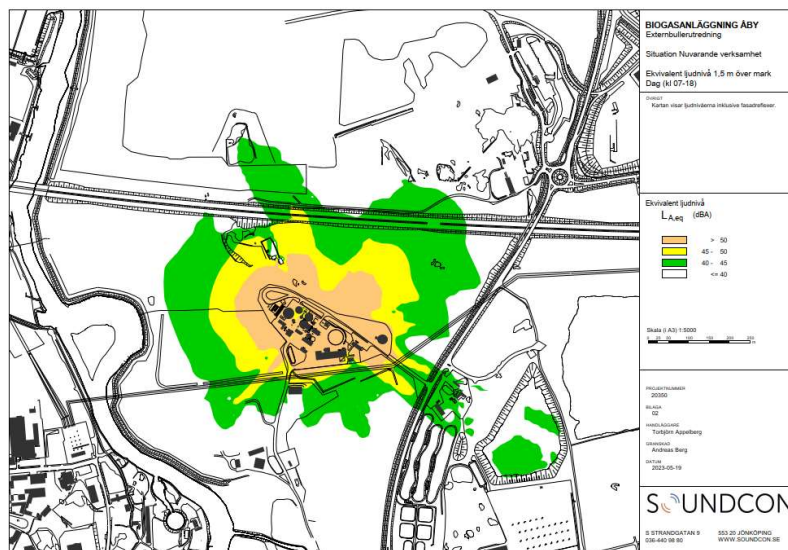 BIOGASANLÄGGNING ÅBY
Externbullerutredning
Situation Nuvarande verksamhet
Ekvivalent ljudnivå 1,5 m över mark
Dag (kl 07-18)
ÖVRIGT
Kartan visar ljudnivåerna inklusive fasadreflexer.
Ekvivalent ljudnivå
LA,eq (dBA)
> 50
45 - 50
40 - 45
<= 40
Skala (i A3) 1:5000
PROJEKTNUMMER
20350
BILAGA
02
HANDLÄGGARE
Torbjörn Appelberg
GRANSKAD
Andreas Berg
DATUM
2023-05-19
SOUNDCON
S STRANDGATAN 9 553 20 JÖNKÖPING
036-440 98 80 WWW.SOUNDCON.SE